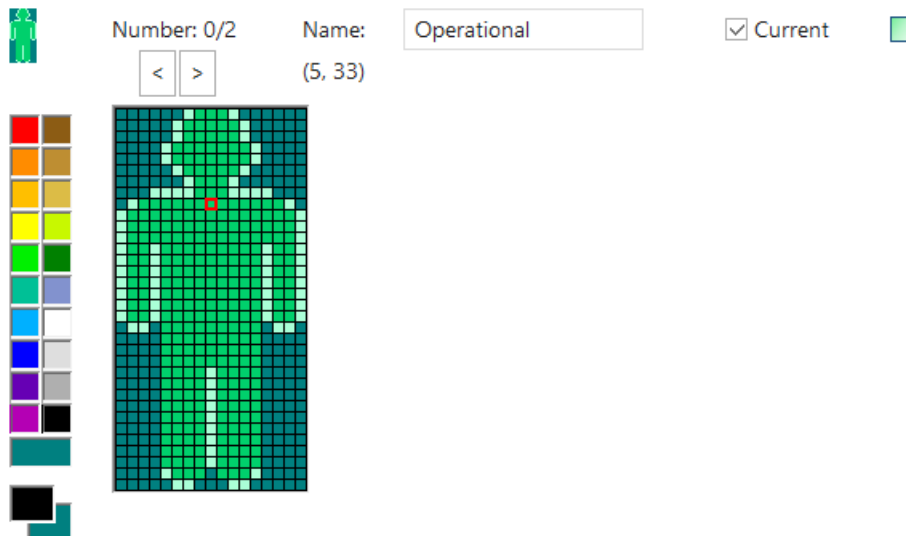 Number: 0/2 Name: Operational Current
< > (5, 33)